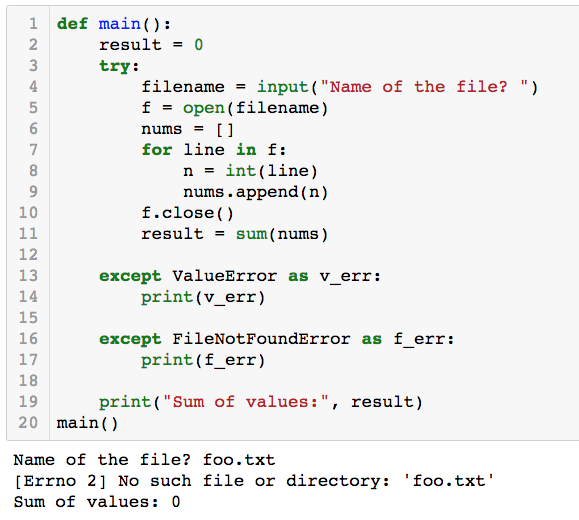 1 def main():
2     result = 0
3     try:
4         filename = input("Name of the file? ")
5         f = open(filename)
6         nums = []
7         for line in f:
8             n = int(line)
9             nums.append(n)
10         f.close()
11         result = sum(nums)
12
13     except ValueError as v_err:
14         print(v_err)
15
16     except FileNotFoundError as f_err:
17         print(f_err)
18
19     print("Sum of values:", result)
20 main()
Name of the file? foo.txt
[Errno 2] No such file or directory: 'foo.txt'
Sum of values: 0